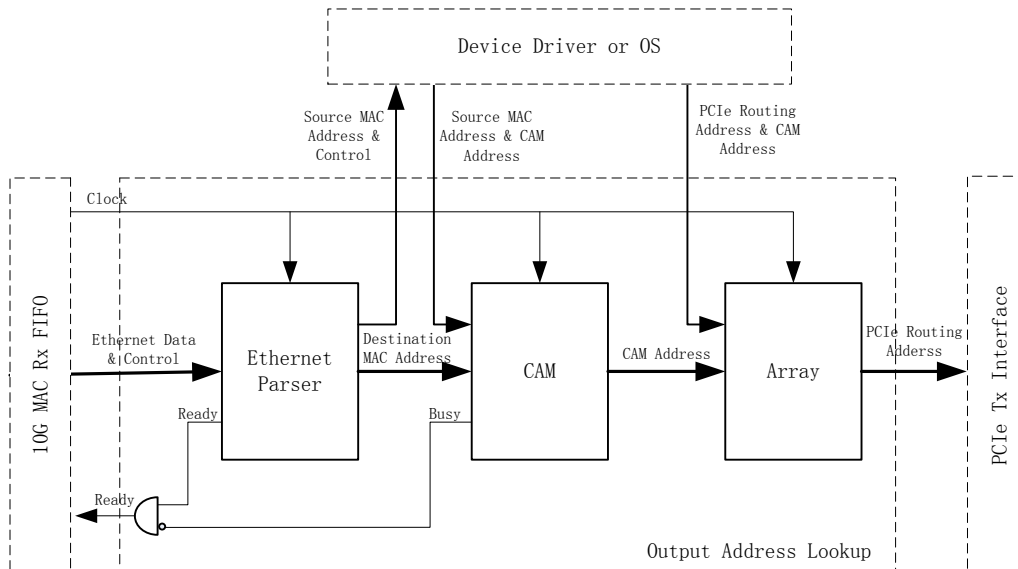 Device Driver or OS
Source MAC
Address &
Control
Source MAC
Address & CAM
Address
PCIe Routing
Address & CAM
Address
Clock
10G MAC Rx FIFO
Ethernet Data
& Control
Ethernet
Parser
Destination
MAC Address
CAM
CAM Address
Array
PCIe Routing
Adderss
PCIe Tx Interface
Ready
Busy
Ready
Output Address Lookup